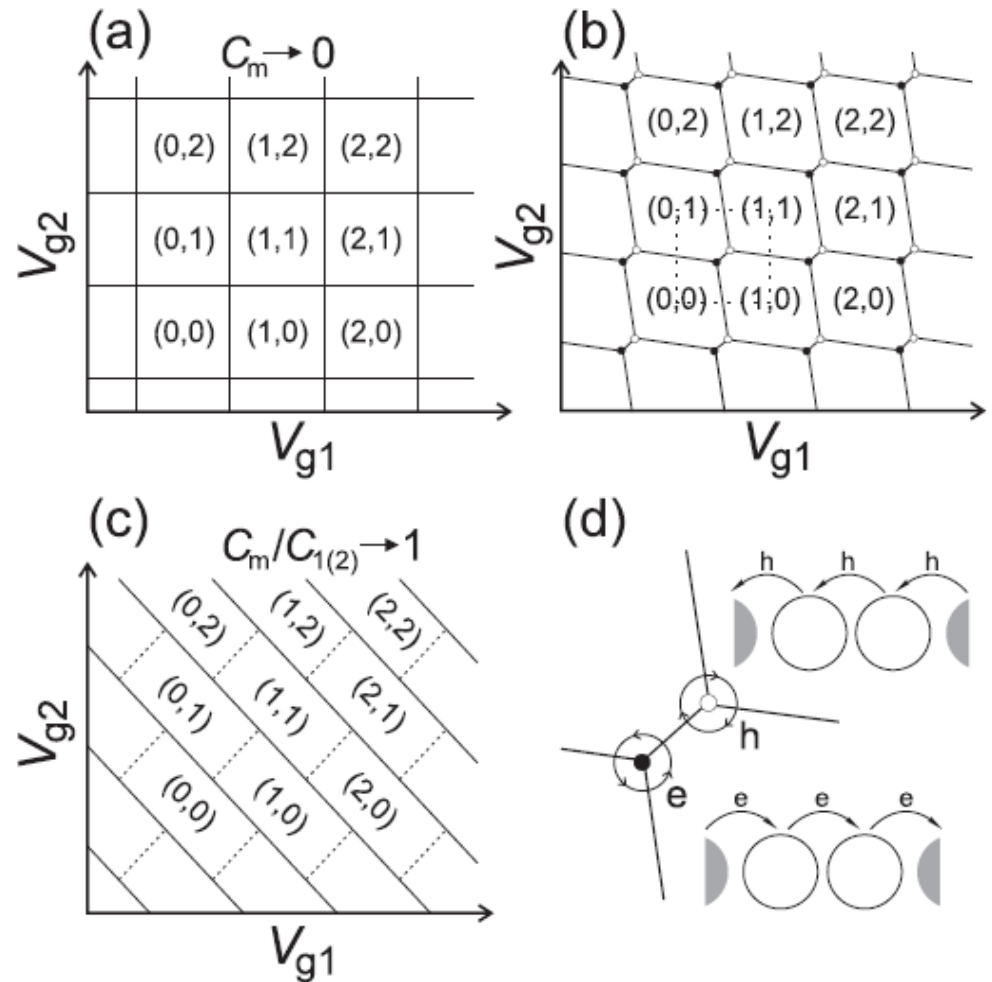 (a)
Cm→0
(0,2) (1,2) (2,2)
(0,1) (1,1) (2,1)
(0,0) (1,0) (2,0)
Vg2
Vg1
(b)
(0,2) (1,2) (2,2)
(0,1) (1,1) (2,1)
(0,0) (1,0) (2,0)
Vg2
Vg1
(c)
Cm/C1(2)→1
(0,2) (1,2) (2,2)
(0,1) (1,1) (2,1)
(0,0) (1,0) (2,0)
Vg2
Vg1
(d)
h h h
h
e
e e e